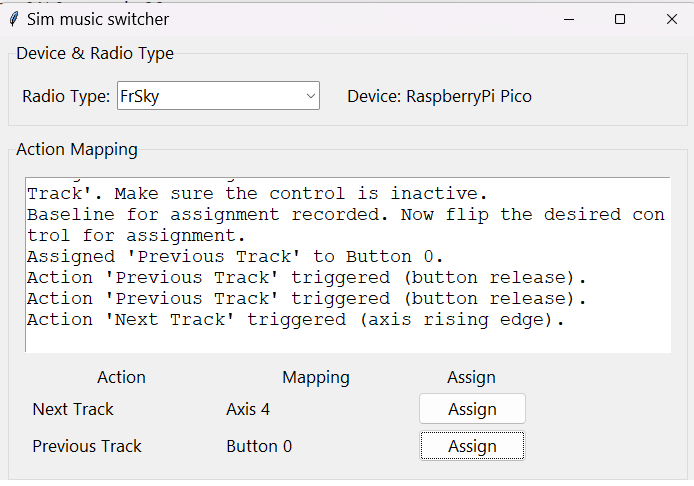 Sim music switcher
Device & Radio Type
Radio Type: FrSky Device: RaspberryPi Pico
Action Mapping
Track'. Make sure the control is inactive.
Baseline for assignment recorded. Now flip the desired con
trol for assignment.
Assigned 'Previous Track' to Button 0.
Action 'Previous Track' triggered (button release).
Action 'Previous Track' triggered (button release).
Action 'Next Track' triggered (axis rising edge).
Action Mapping Assign
Next Track Axis 4 Assign
Previous Track Button 0 Assign